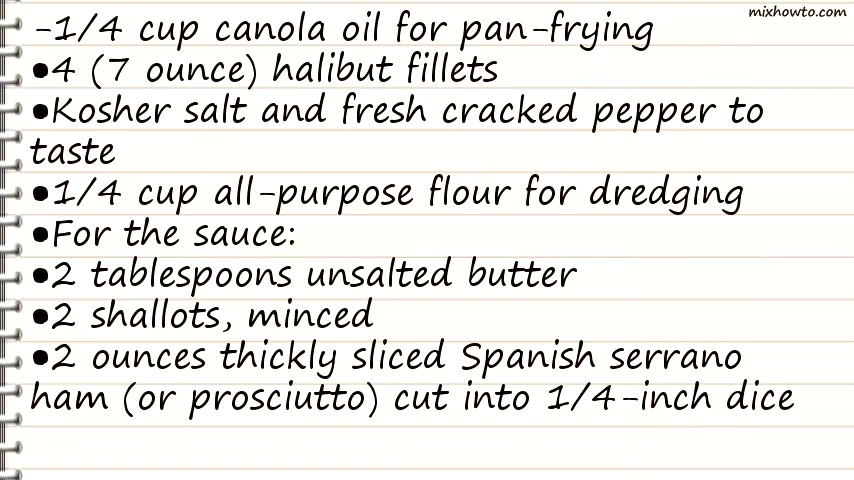 mixhowto.com
-1/4 cup canola oil for pan-frying
•4 (7 ounce) halibut fillets
•Kosher salt and fresh cracked pepper to
taste
•1/4 cup all-purpose flour for dredging
•For the sauce:
•2 tablespoons unsalted butter
•2 shallots, minced
•2 ounces thickly sliced Spanish serrano
ham (or prosciutto) cut into 1/4-inch dice